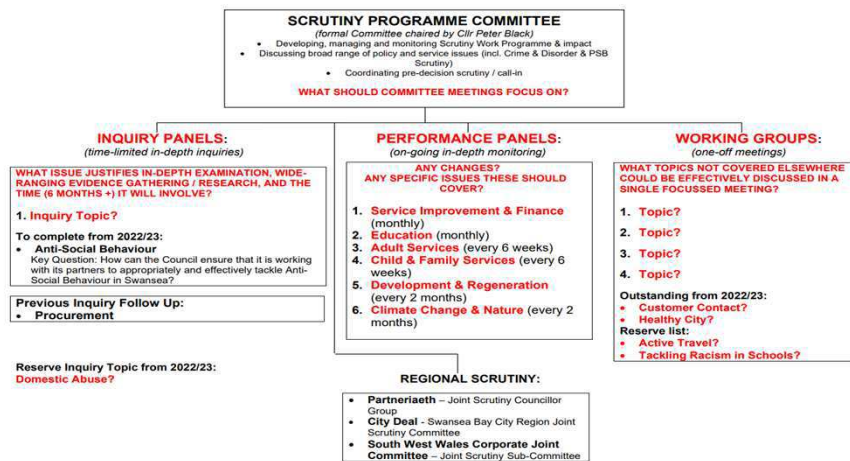 SCRUTINY PROGRAMME COMMITTEE
(formal Committee chaired by Cllr Peter Black)
• Developing, managing and monitoring Scrutiny Work Programme & impact
• Discussing broad range of policy and service issues (incl. Crime & Disorder & PSB
Scrutiny)
• Coordinating pre-decision scrutiny / call-in
WHAT SHOULD COMMITTEE MEETINGS FOCUS ON?
INQUIRY PANELS:
(time-limited in-depth inquiries)
WHAT ISSUE JUSTIFIES IN-DEPTH EXAMINATION, WIDE-
RANGING EVIDENCE GATHERING / RESEARCH, AND THE
TIME (6 MONTHS +) IT WILL INVOLVE?
1. Inquiry Topic?
To complete from 2022/23:
• Anti-Social Behaviour
Key Question: How can the Council ensure that it is working
with its partners to appropriately and effectively tackle Anti-
Social Behaviour in Swansea?
Previous Inquiry Follow Up:
• Procurement
Reserve Inquiry Topic from 2022/23:
Domestic Abuse?
PERFORMANCE PANELS:
(on-going in-depth monitoring)
ANY CHANGES?
ANY SPECIFIC ISSUES THESE SHOULD
COVER?
1. Service Improvement & Finance
(monthly)
2. Education (monthly)
3. Adult Services (every 6 weeks)
4. Child & Family Services (every 6
weeks)
5. Development & Regeneration
(every 2 months)
6. Climate Change & Nature (every 2
months)
WORKING GROUPS:
(one-off meetings)
WHAT TOPICS NOT COVERED ELSEWHERE
COULD BE EFFECTIVELY DISCUSSED IN A
SINGLE FOCUSSED MEETING?
1. Topic?
2. Topic?
3. Topic?
4. Topic?
Outstanding from 2022/23:
• Customer Contact?
• Healthy City?
Reserve list:
• Active Travel?
• Tackling Racism in Schools?
REGIONAL SCRUTINY:
• Partneriaeth – Joint Scrutiny Councillor
Group
• City Deal - Swansea Bay City Region Joint
Scrutiny Committee
• South West Wales Corporate Joint
Committee – Joint Scrutiny Sub-Committee